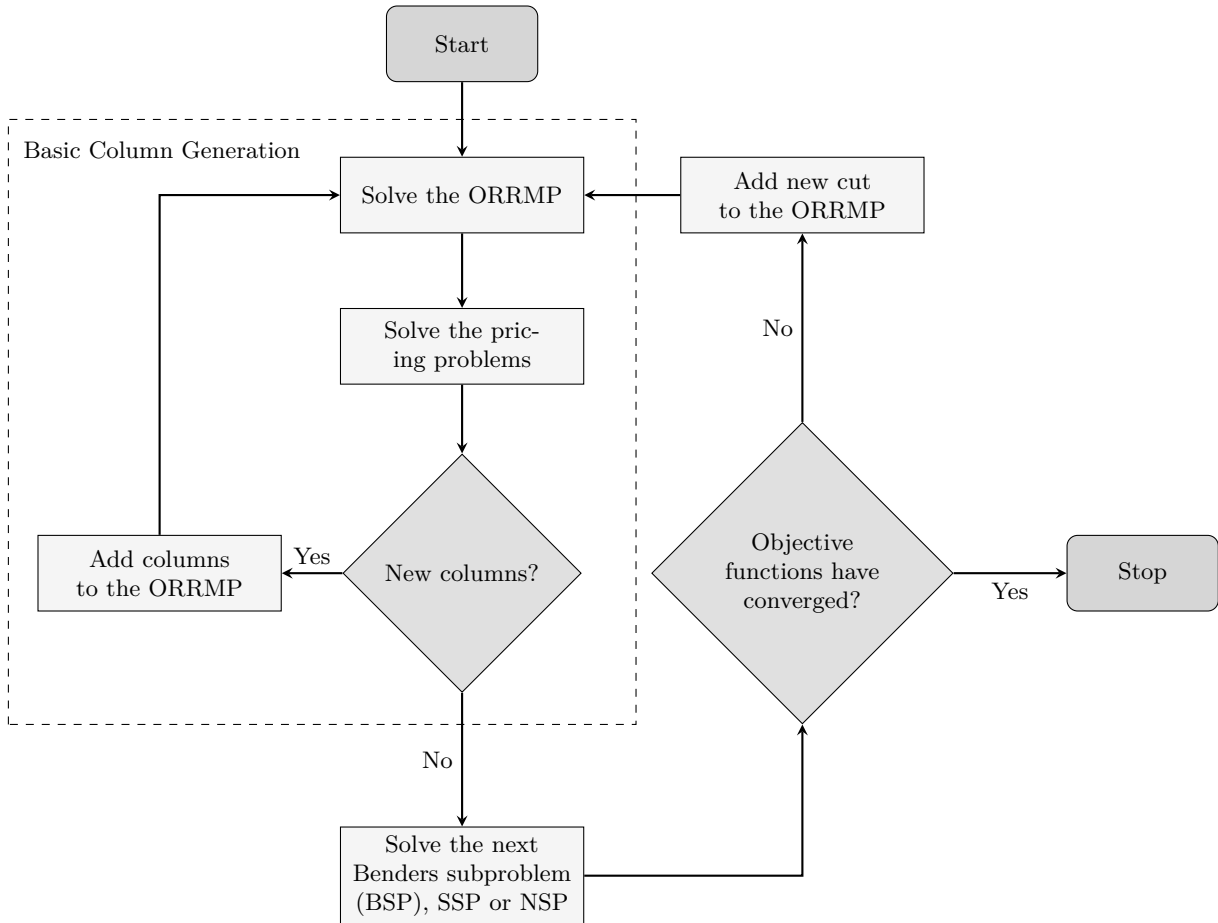 Start
Basic Column Generation
Solve the ORRMP
Add new cut
to the ORRMP
Solve the pric-
ing problems
No
New columns?
Yes
Add columns
to the ORRMP
Objective
functions have
converged?
Yes
Stop
No
Solve the next
Benders subproblem
(BSP), SSP or NSP